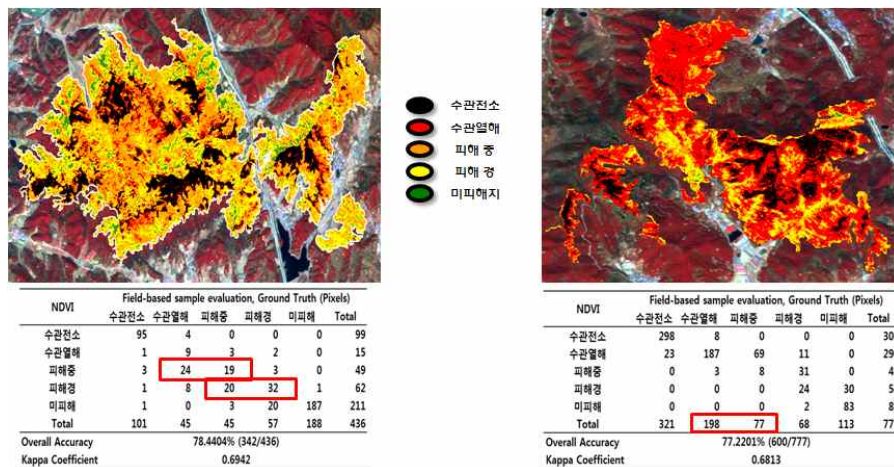 수관전소
수관열해
피해 중
피해 경
미피해지
NDVI Field-based sample evaluation, Ground Truth (Pixels)
수관전소 수관열해 피해중 피해경 미피해 Total
수관전소 95 4 0 0 0 99
수관열해 1 9 3 2 0 15
피해중 3 24 19 3 0 49
피해경 1 8 20 32 1 62
미피해 1 0 3 20 187 211
Total 101 45 45 57 188 436
Overall Accuracy 78.4404% (342/436)
Kappa Coefficient 0.6942
NDVI Field-based sample evaluation, Ground Truth (Pixels)
수관전소 수관열해 피해중 피해경 미피해 Total
수관전소 298 8 0 0 0 30
수관열해 23 187 69 11 0 29
피해중 0 3 8 31 0 4
피해경 0 0 0 24 30 5
미피해 0 0 0 2 83 8
Total 321 198 77 68 113 77
Overall Accuracy 77.2201% (600/777)
Kappa Coefficient 0.6813